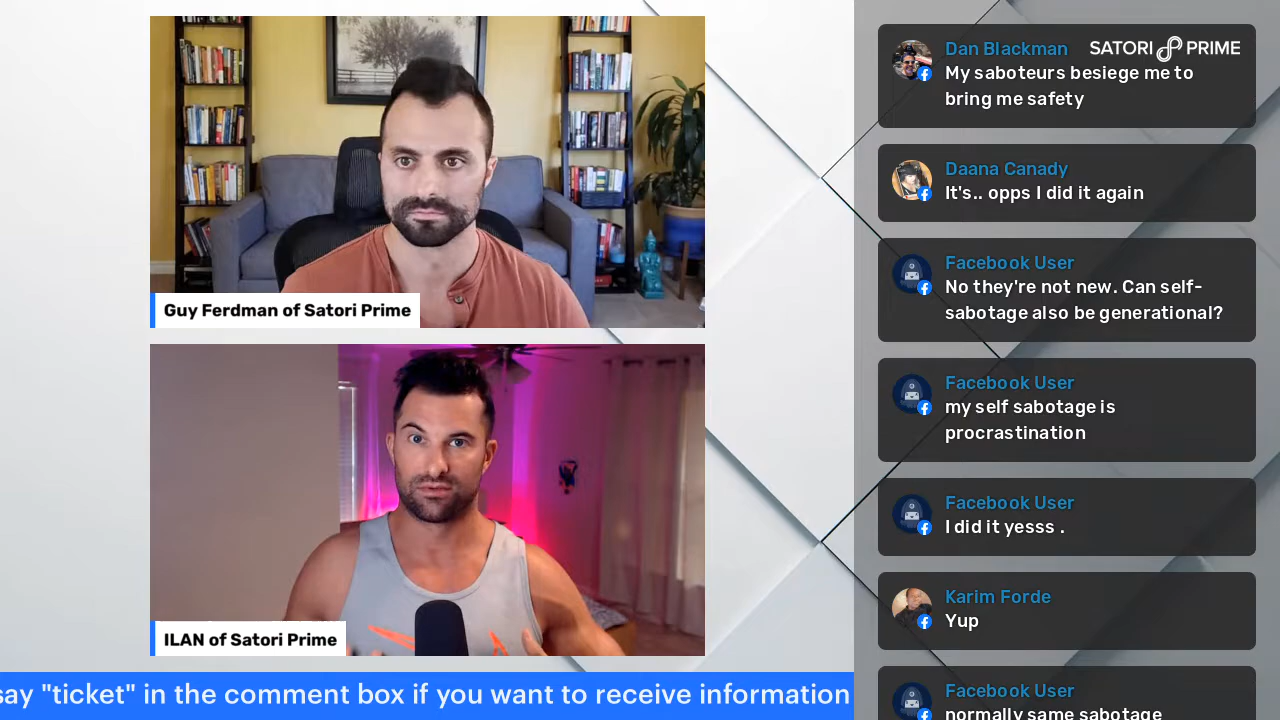 Guy Ferdman of Satori Prime
ILAN of Satori Prime
say "ticket" in the comment box if you want to receive information
SATORI PRIME
Dan Blackman
My saboteurs besiege me to
bring me safety
Daana Canady
It's.. opps I did it again
Facebook User
No they're not new. Can self-
sabotage also be generational?
Facebook User
my self sabotage is
procrastination
Facebook User
I did it yesss .
Karim Forde
Yup
Facebook User
normally same sabotage